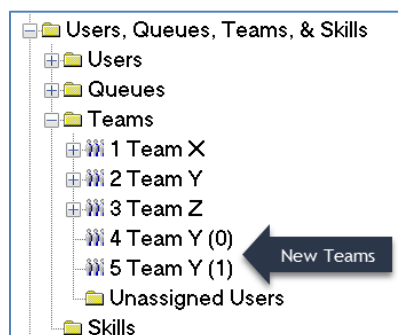 Users, Queues, Teams, & Skills
Users
Queues
Teams
1 Team X
2 Team Y
3 Team Z
4 Team Y (0)
5 Team Y (1)
New Teams
Unassigned Users
Skills